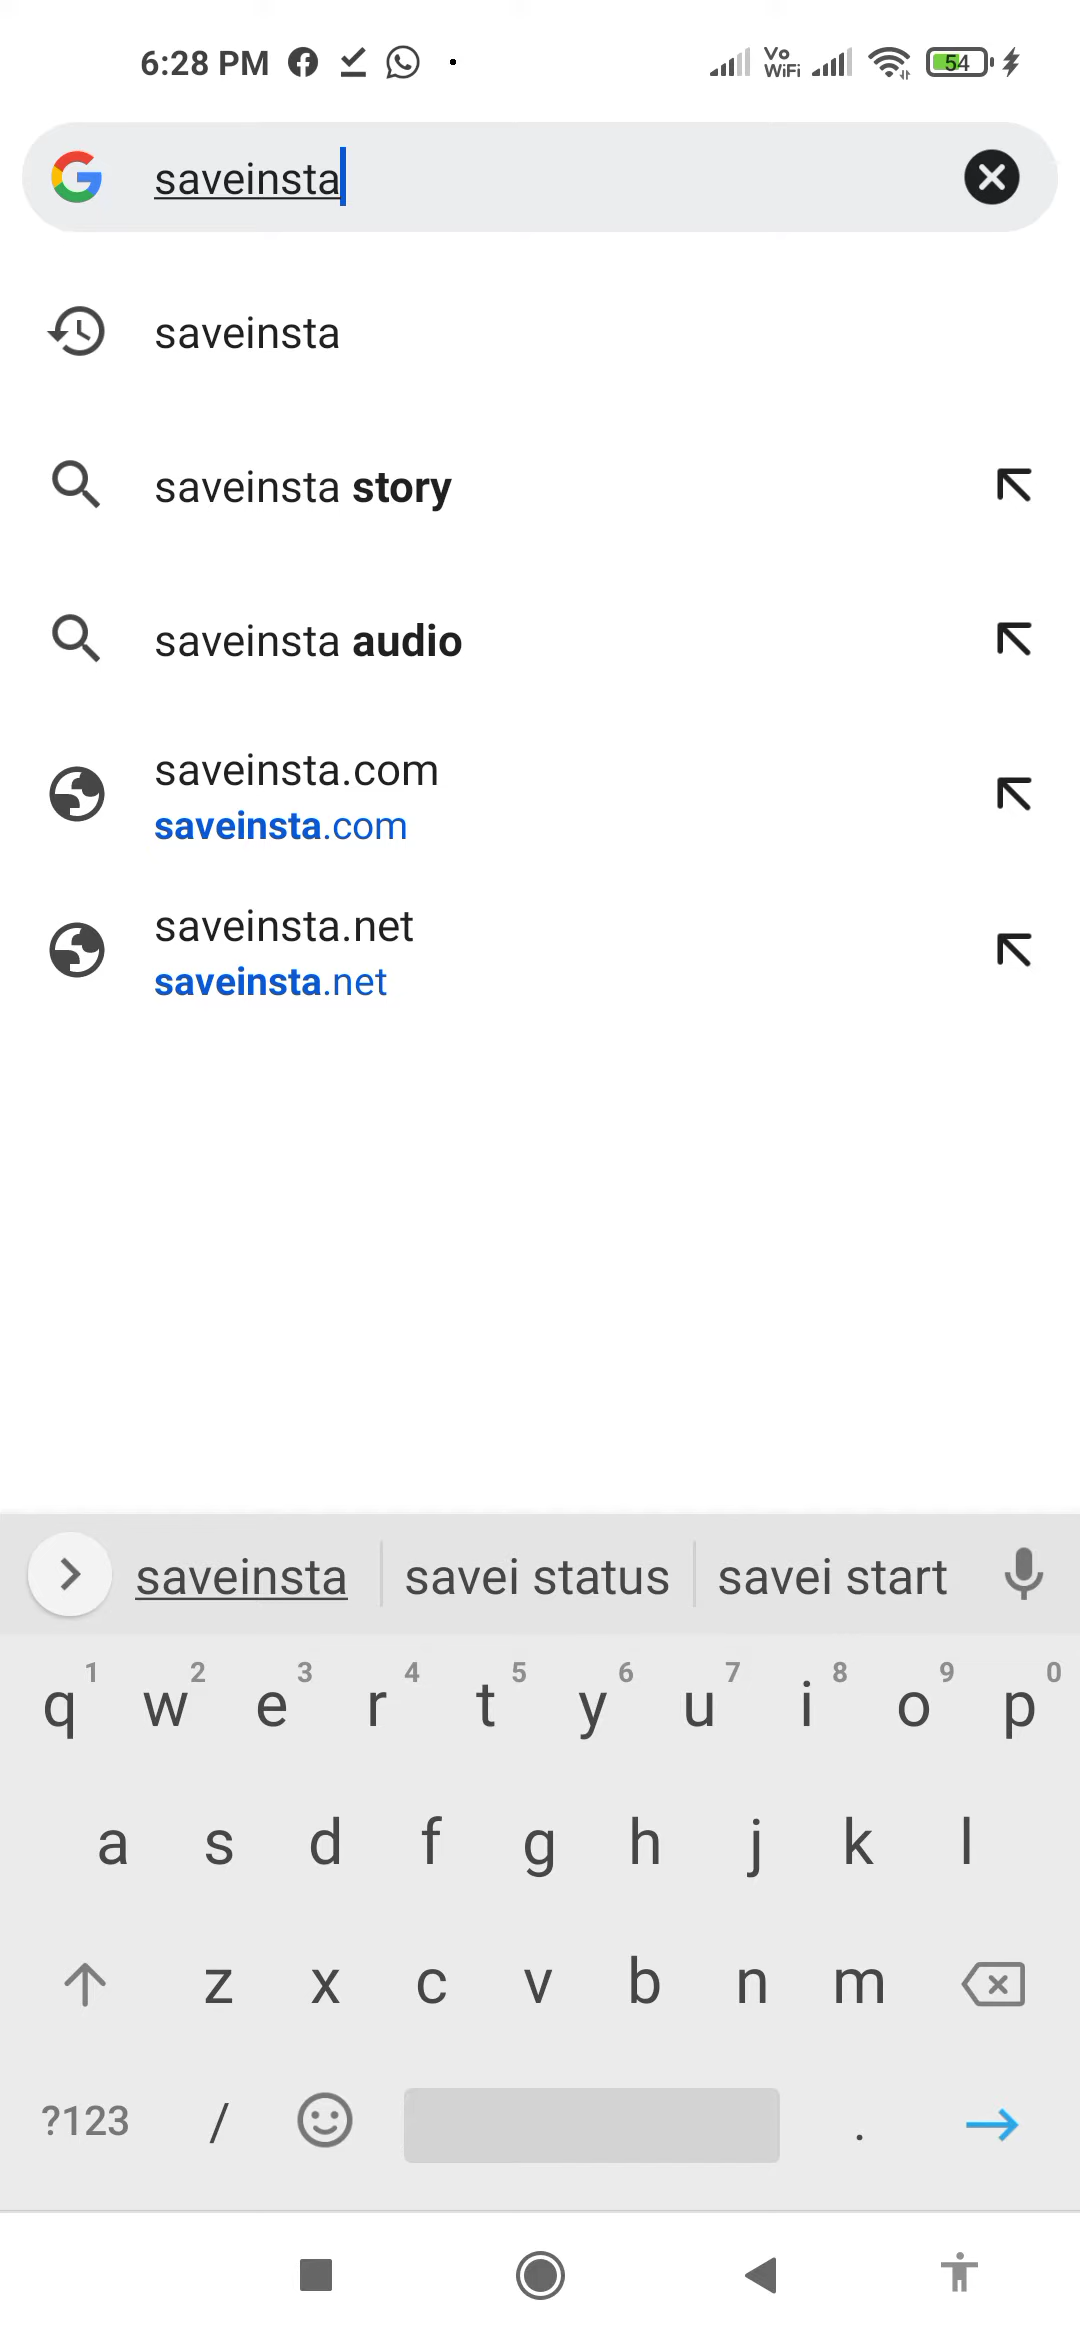 6:28 PM
Vo
WiFi
54
saveinsta
saveinsta
saveinsta story
saveinsta audio
saveinsta.com
saveinsta.com
saveinsta.net
saveinsta.net
saveinsta savei status savei start
1 2 3 4 5 6 7 8 9 0
q w e r t y u i o p
a s d f g h j k l
z x c v b n m
?123 / .